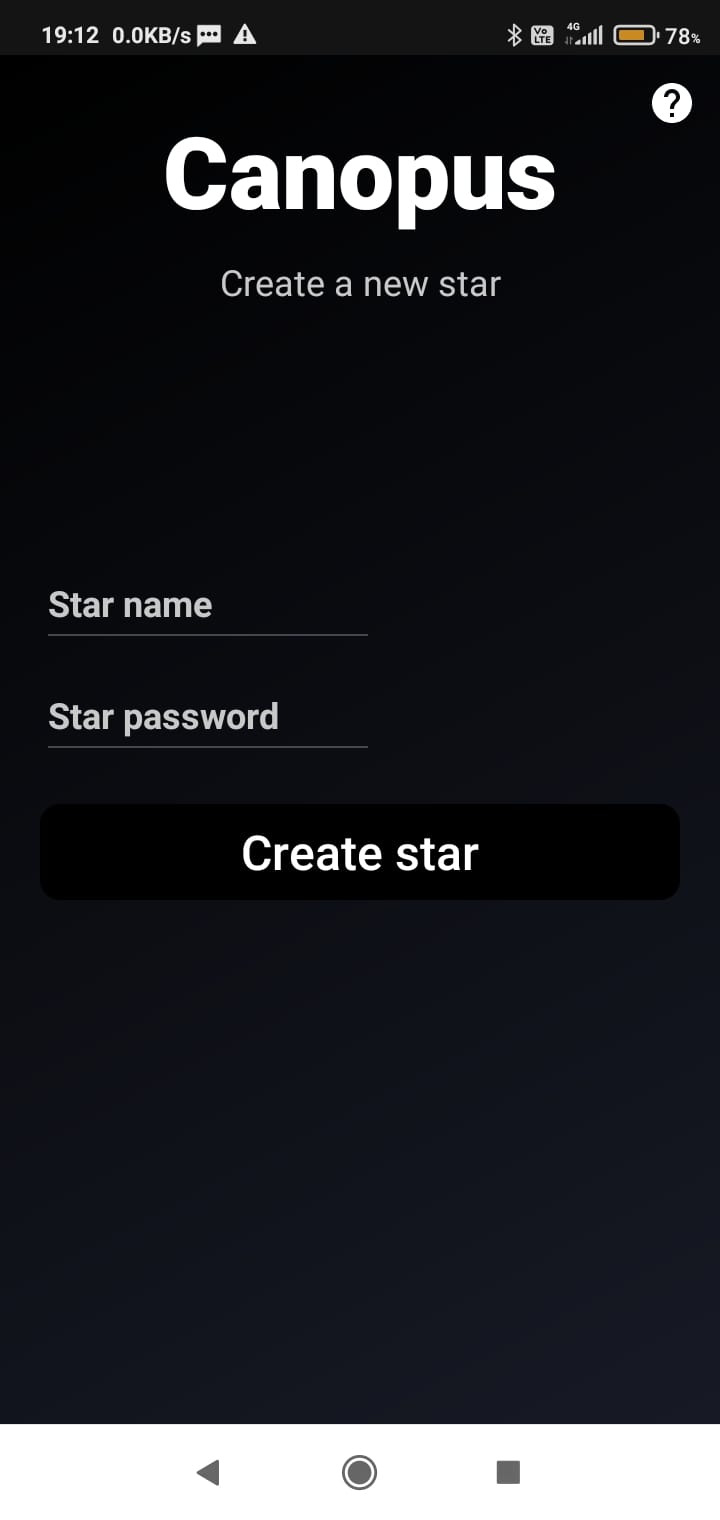 19:12 0.0KB/s Vo LTE 4G 78%
?
Canopus
Create a new star
Star name
Star password
Create star